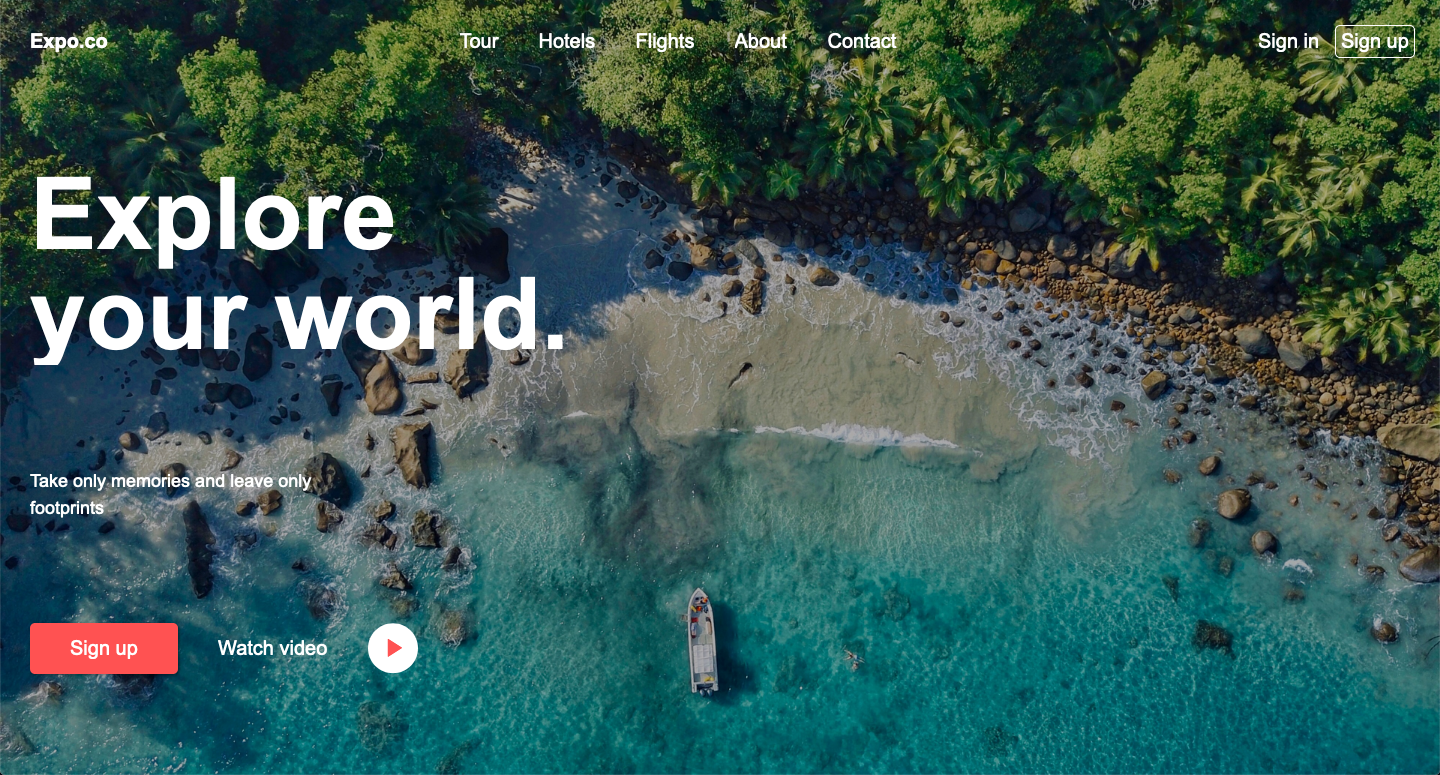 Expo.co
Tour Hotels Flights About Contact
Sign in Sign up
Explore
your world.
Take only memories and leave only
footprints
Sign up Watch video